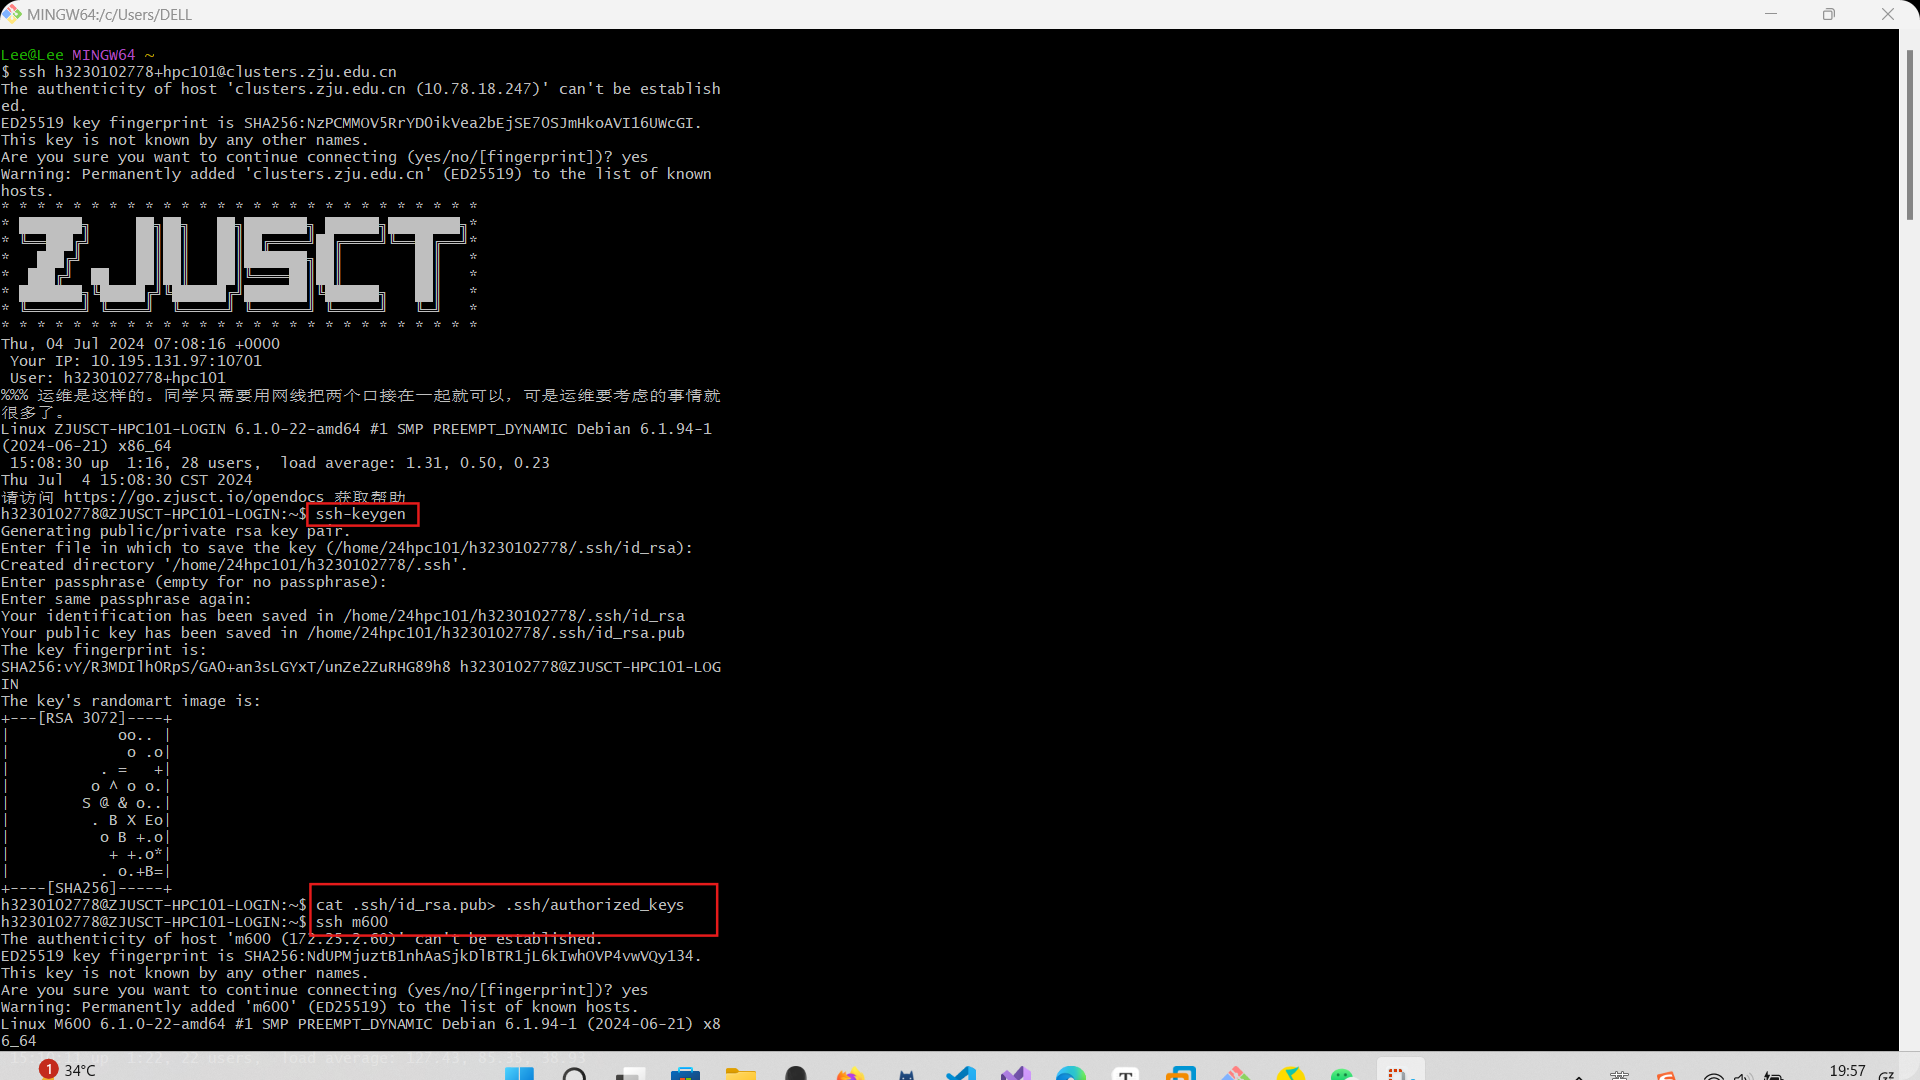 MINGW64:/c/Users/DELL
Lee@Lee MINGW64 ~
$ ssh h3230102778+hpc101@clusters.zju.edu.cn
The authenticity of host 'clusters.zju.edu.cn (10.78.18.247)' can't be establish
ed.
ED25519 key fingerprint is SHA256:NzPCMMOV5RrYD0ikVea2bEjSE7OSJmHkoAVI16UWcGI.
This key is not known by any other names.
Are you sure you want to continue connecting (yes/no/[fingerprint])? yes
Warning: Permanently added 'clusters.zju.edu.cn' (ED25519) to the list of known
hosts.
* * * * * * * * * * * * * * * * * * * * * * * * * * *
ZJUSCT
* * * * * * * * * * * * * * * * * * * * * * * * * * *
Thu, 04 Jul 2024 07:08:16 +0000
Your IP: 10.195.131.97:10701
User: h3230102778+hpc101
%%% 运维是这样的。同学只需要用网线把两个口接在一起就可以，可是运维要考虑的事情就
很多了。
Linux ZJUSCT-HPC101-LOGIN 6.1.0-22-amd64 #1 SMP PREEMPT_DYNAMIC Debian 6.1.94-1
(2024-06-21) x86_64
15:08:30 up  1:16, 28 users,  load average: 1.31, 0.50, 0.23
Thu Jul  4 15:08:30 CST 2024
请访问 https://go.zjusct.io/opendocs 获取帮助
h3230102778@ZJUSCT-HPC101-LOGIN:~$ ssh-keygen
Generating public/private rsa key pair.
Enter file in which to save the key (/home/24hpc101/h3230102778/.ssh/id_rsa):
Created directory '/home/24hpc101/h3230102778/.ssh'.
Enter passphrase (empty for no passphrase):
Enter same passphrase again:
Your identification has been saved in /home/24hpc101/h3230102778/.ssh/id_rsa
Your public key has been saved in /home/24hpc101/h3230102778/.ssh/id_rsa.pub
The key fingerprint is:
SHA256:vY/R3MDIlh0RpS/GA0+an3sLGYxT/unZe2ZuRHG89h8 h3230102778@ZJUSCT-HPC101-LOG
IN
The key's randomart image is:
+---[RSA 3072]----+
|            oo.. |
|             o .o|
|          . =   +|
|         o ^ o o.|
|        S @ & o..|
|         . B X Eo|
|          o B +.o|
|           + +.o*|
|          . o.+B=|
+----[SHA256]-----+
h3230102778@ZJUSCT-HPC101-LOGIN:~$ cat .ssh/id_rsa.pub> .ssh/authorized_keys
h3230102778@ZJUSCT-HPC101-LOGIN:~$ ssh m600
The authenticity of host 'm600 (172.25.2.60)' can't be established.
ED25519 key fingerprint is SHA256:NdUPMjuztB1nhAaSjkDlBTR1jL6kIwhOVP4vwVQy134.
This key is not known by any other names.
Are you sure you want to continue connecting (yes/no/[fingerprint])? yes
Warning: Permanently added 'm600' (ED25519) to the list of known hosts.
Linux M600 6.1.0-22-amd64 #1 SMP PREEMPT_DYNAMIC Debian 6.1.94-1 (2024-06-21) x8
6_64
1 34°C
19:57